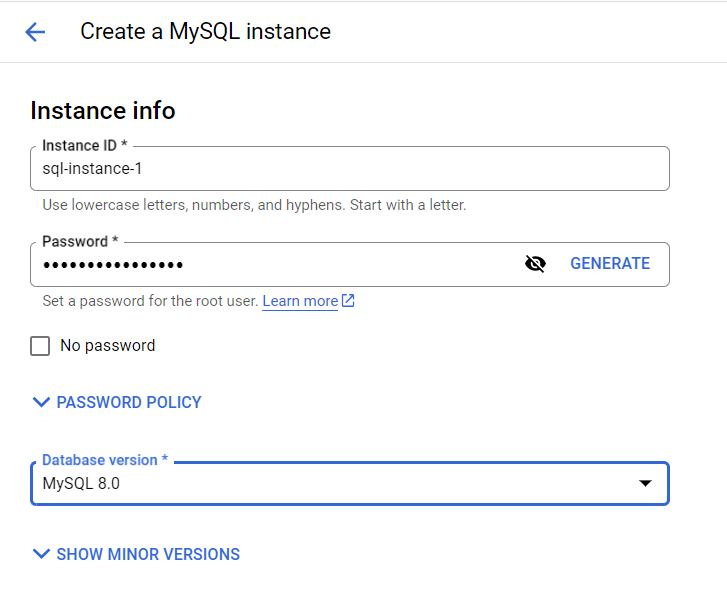 Create a MySQL instance
Instance info
Instance ID *
sql-instance-1
Use lowercase letters, numbers, and hyphens. Start with a letter.
Password *
•••••••••••••••• GENERATE
Set a password for the root user. Learn more
No password
PASSWORD POLICY
Database version *
MySQL 8.0
SHOW MINOR VERSIONS